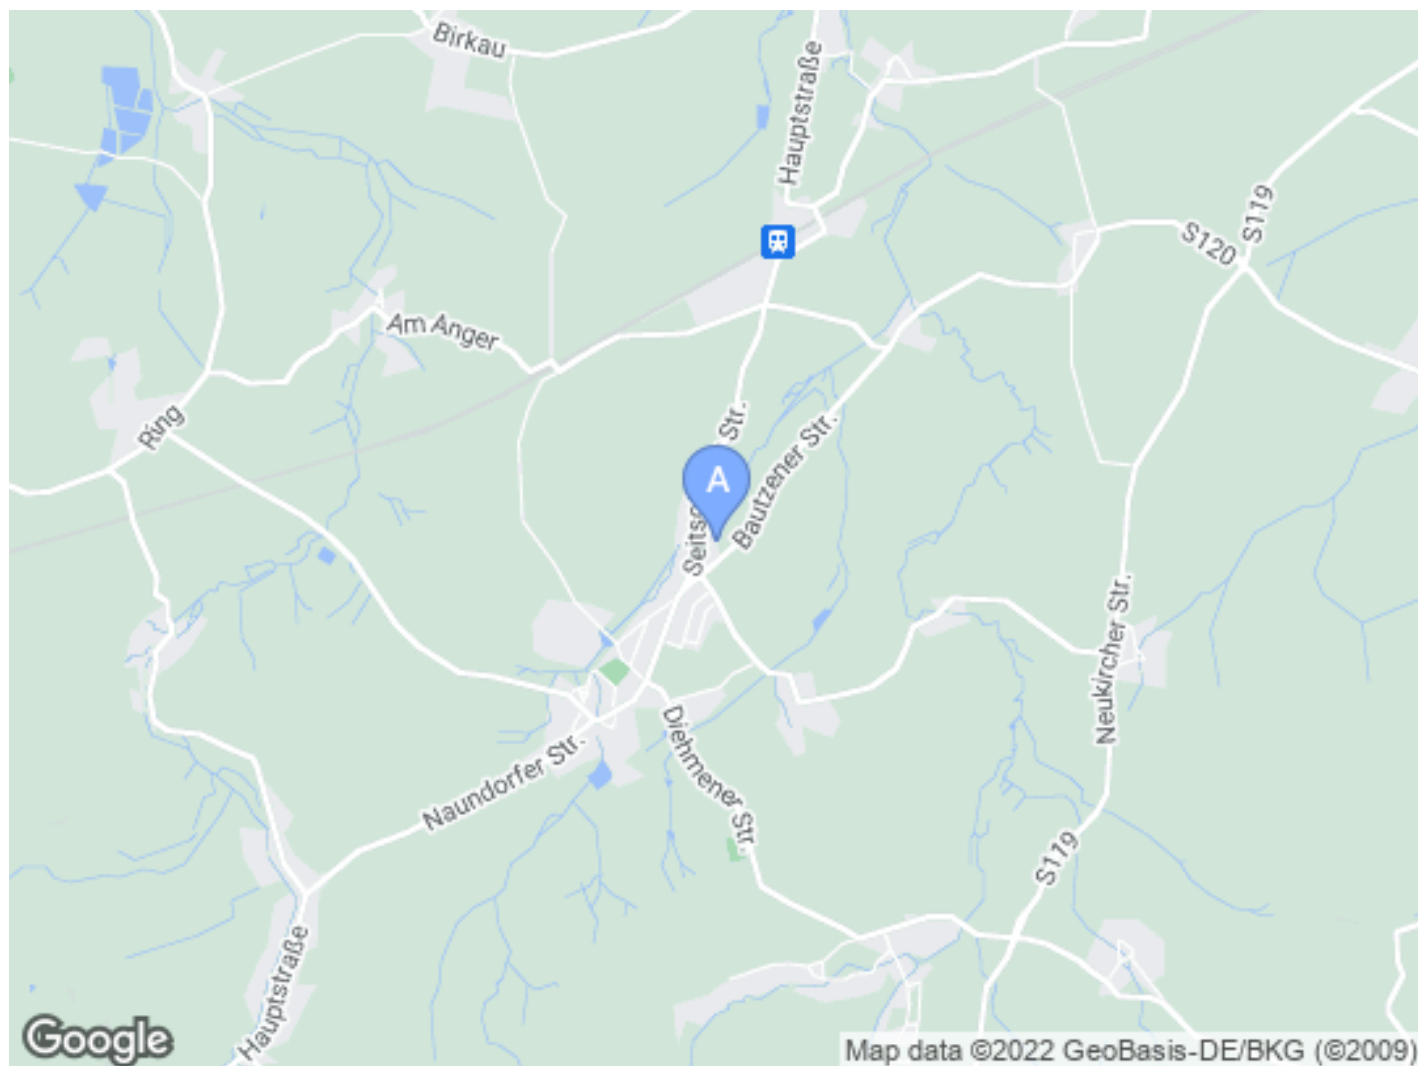 Birkau
Hauptstraße
S119
S120
Am Anger
Ring
Str.
A
Bautzener Str.
Seitsc
Neukircher Str.
Diehmener Str.
Naundorfer Str.
S119
Hauptstraße
Google
Map data ©2022 GeoBasis-DE/BKG (©2009)